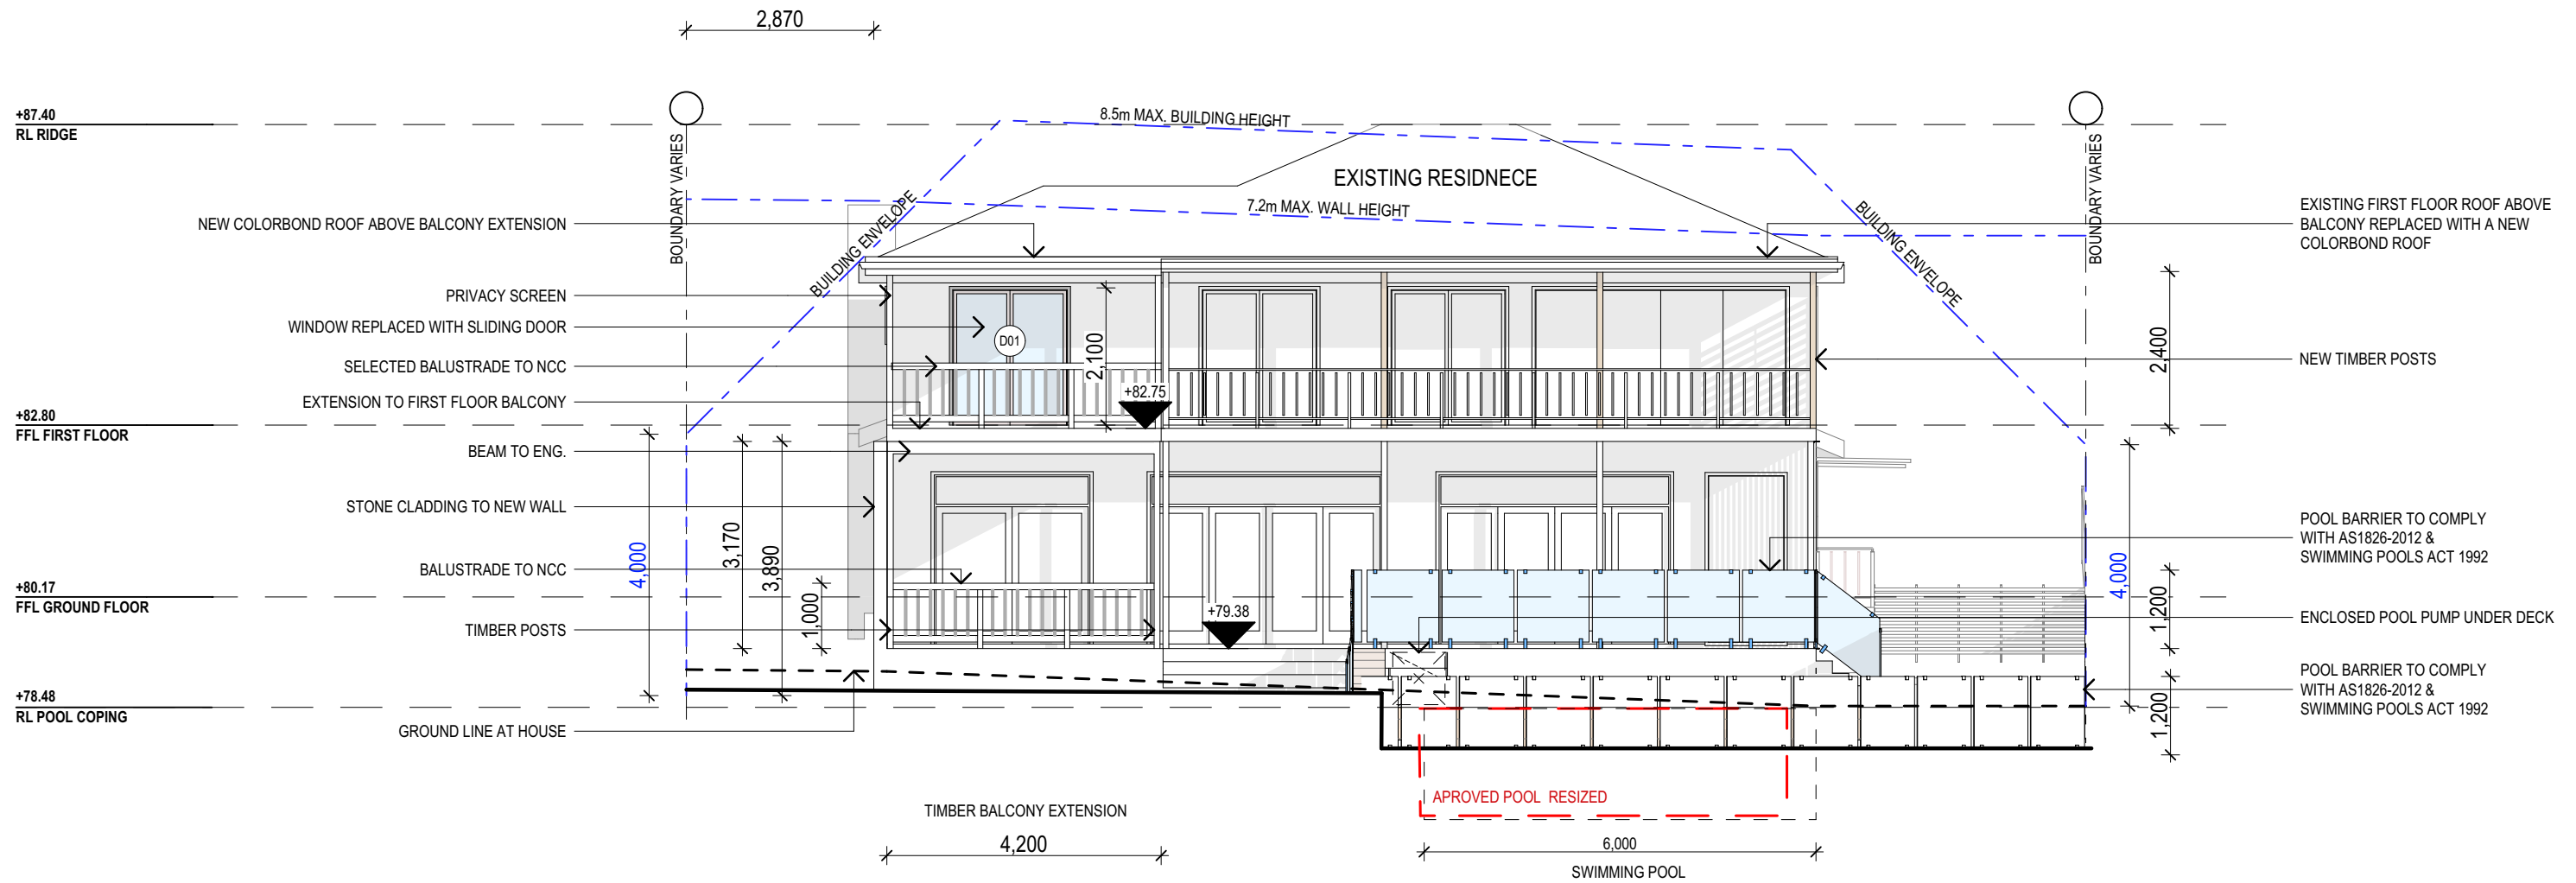 2,870
+87.40
RL RIDGE
8.5m MAX. BUILDING HEIGHT
BOUNDARY VARIES
BOUNDARY VARIES
EXISTING RESIDNECE
7.2m MAX. WALL HEIGHT
BUILDING ENVELOPE
BUILDING ENVELOPE
NEW COLORBOND ROOF ABOVE BALCONY EXTENSION
EXISTING FIRST FLOOR ROOF ABOVE
BALCONY REPLACED WITH A NEW
COLORBOND ROOF
PRIVACY SCREEN
WINDOW REPLACED WITH SLIDING DOOR
D01
2,100
2,400
SELECTED BALUSTRADE TO NCC
NEW TIMBER POSTS
EXTENSION TO FIRST FLOOR BALCONY
+82.75
+82.80
FFL FIRST FLOOR
BEAM TO ENG.
STONE CLADDING TO NEW WALL
4,000
3,170
3,890
POOL BARRIER TO COMPLY
WITH AS1826-2012 &
SWIMMING POOLS ACT 1992
BALUSTRADE TO NCC
4,000
1,200
+80.17
FFL GROUND FLOOR
1,000
+79.38
ENCLOSED POOL PUMP UNDER DECK
TIMBER POSTS
POOL BARRIER TO COMPLY
WITH AS1826-2012 &
SWIMMING POOLS ACT 1992
+78.48
RL POOL COPING
1,200
GROUND LINE AT HOUSE
APROVED POOL RESIZED
TIMBER BALCONY EXTENSION
4,200
6,000
SWIMMING POOL